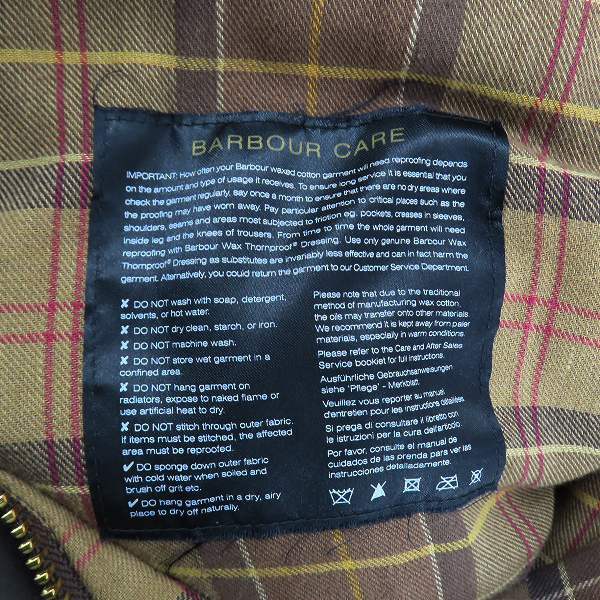 BARBOUR CARE
IMPORTANT: How often your Barbour waxed cotton garment will need reproofing depends
on the amount and type of usage it receives. To ensure long service it is essential that you
check the garment regularly, say once a month to ensure that there are no dry areas where
the proofing may have worn away. Pay particular attention to critical places such as the
shoulders, seams and areas most subjected to friction eg. pockets, creases in sleeves,
inside leg and the knees of trousers. From time to time the whole garment will need
reproofing with Barbour Wax Thornproof® Dressing. Use only genuine Barbour Wax
Thornproof® Dressing as substitutes are invariably less effective and can in fact harm the
garment. Alternatively, you could return the garment to our Customer Service Department.
✘ DO NOT wash with soap, detergent,
solvents, or hot water.
✘ DO NOT dry clean, starch, or iron.
✘ DO NOT machine wash.
✘ DO NOT store wet garment in a
confined area.
✘ DO NOT hang garment on
radiators, expose to naked flame or
use artificial heat to dry.
✘ DO NOT stitch through outer fabric.
If items must be stitched, the affected
area must be reproofed.
✔ DO sponge down outer fabric
with cold water when soiled and
brush off grit etc.
✔ DO hang garment in a dry, airy
place to dry off naturally.
Please note that due to the traditional
method of manufacturing wax cotton,
the oils may transfer onto other materials.
We recommend it is kept away from paler
materials, especially in warm conditions.
Please refer to the Care and After Sales
Service booklet for full instructions.
Ausführliche Gebrauchsanweisungen
siehe 'Pflege' - Merkblatt.
Veuillez vous reporter au manuel
d'entretien pour les instructions détaillées.
Si prega di consultare il libretto con
le istruzioni per la cura dell'articolo.
Por favor, consulte el manual de
cuidados de las prendas para ver las
instrucciones detalladamente.